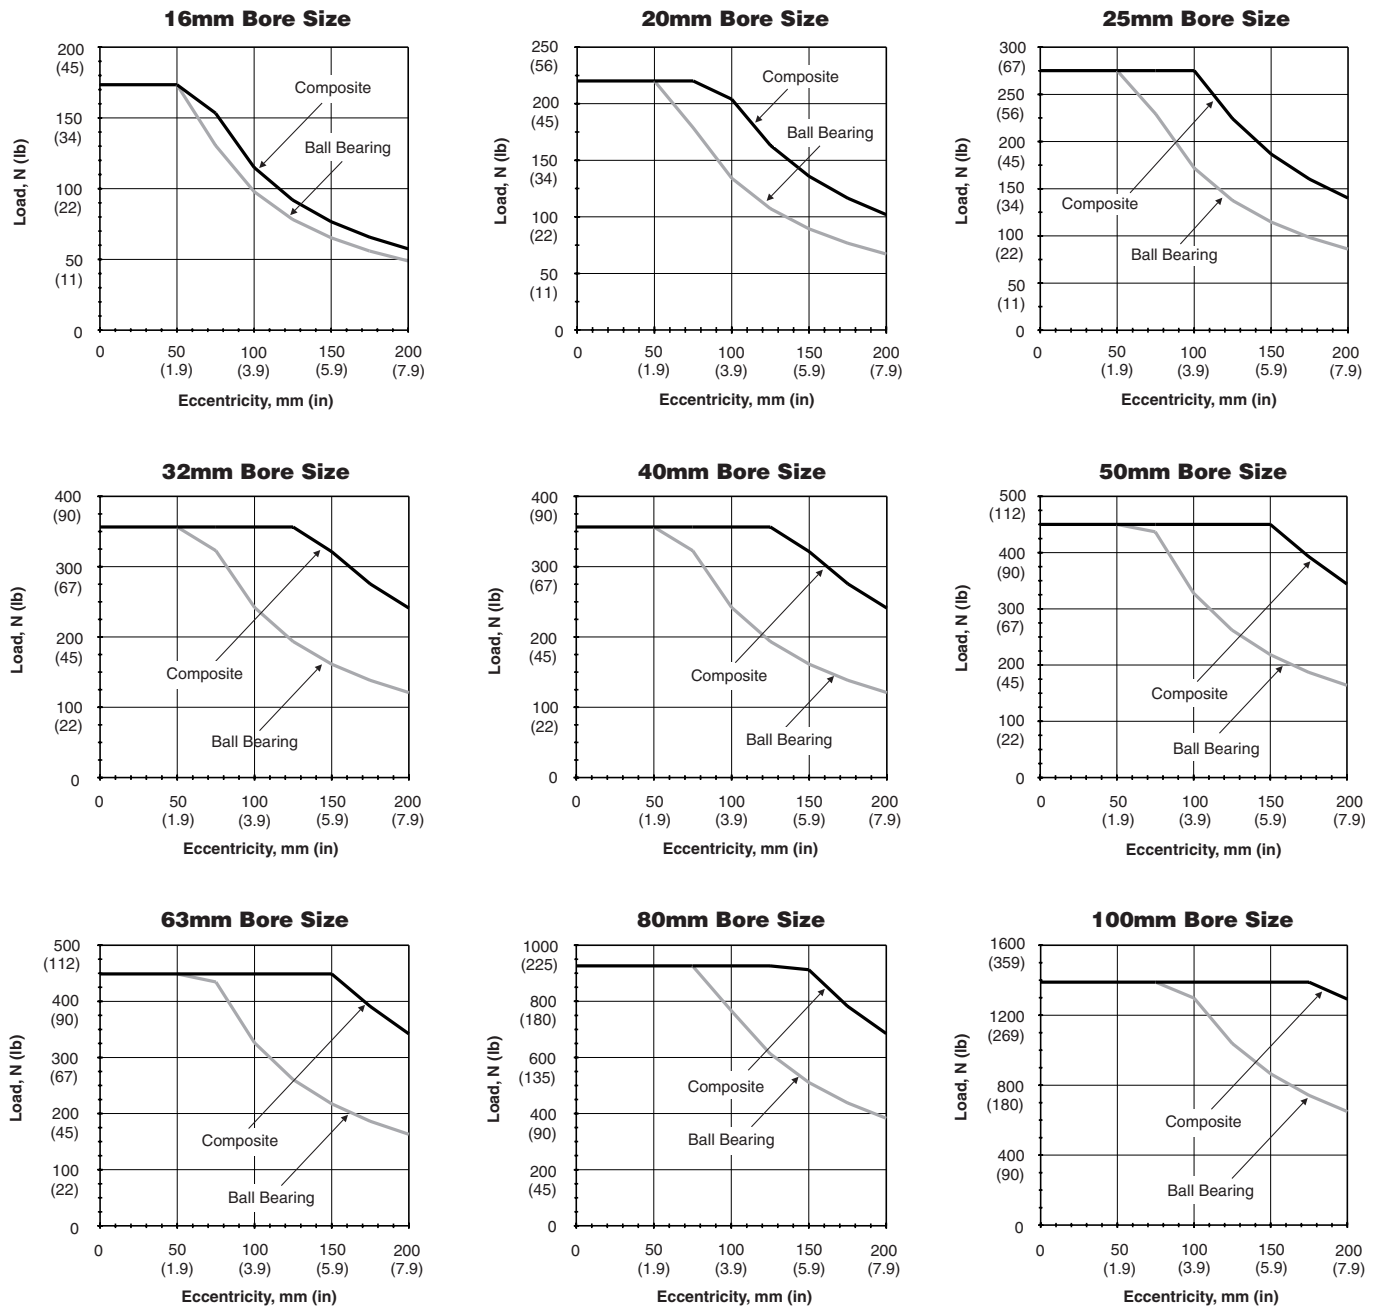 16mm Bore Size
200
(45)
150
(34)
100
(22)
50
(11)
0
Load, N (lb)
Composite
Ball Bearing
0 50 100 150 200
(1.9) (3.9) (5.9) (7.9)
Eccentricity, mm (in)
20mm Bore Size
250
(56)
200
(45)
150
(34)
100
(22)
50
(11)
0
Load, N (lb)
Composite
Ball Bearing
0 50 100 150 200
(1.9) (3.9) (5.9) (7.9)
Eccentricity, mm (in)
25mm Bore Size
300
(67)
250
(56)
200
(45)
150
(34)
100
(22)
50
(11)
0
Load, N (lb)
Composite
Ball Bearing
0 50 100 150 200
(1.9) (3.9) (5.9) (7.9)
Eccentricity, mm (in)
32mm Bore Size
400
(90)
300
(67)
200
(45)
100
(22)
0
Load, N (lb)
Composite
Ball Bearing
0 50 100 150 200
(1.9) (3.9) (5.9) (7.9)
Eccentricity, mm (in)
40mm Bore Size
400
(90)
300
(67)
200
(45)
100
(22)
0
Load, N (lb)
Composite
Ball Bearing
0 50 100 150 200
(1.9) (3.9) (5.9) (7.9)
Eccentricity, mm (in)
50mm Bore Size
500
(112)
400
(90)
300
(67)
200
(45)
100
(22)
0
Load, N (lb)
Composite
Ball Bearing
0 50 100 150 200
(1.9) (3.9) (5.9) (7.9)
Eccentricity, mm (in)
63mm Bore Size
500
(112)
400
(90)
300
(67)
200
(45)
100
(22)
0
Load, N (lb)
Composite
Ball Bearing
0 50 100 150 200
(1.9) (3.9) (5.9) (7.9)
Eccentricity, mm (in)
80mm Bore Size
1000
(225)
800
(180)
600
(135)
400
(90)
200
(45)
0
Load, N (lb)
Composite
Ball Bearing
0 50 100 150 200
(1.9) (3.9) (5.9) (7.9)
Eccentricity, mm (in)
100mm Bore Size
1600
(359)
1200
(269)
800
(180)
400
(90)
0
Load, N (lb)
Composite
Ball Bearing
0 50 100 150 200
(1.9) (3.9) (5.9) (7.9)
Eccentricity, mm (in)